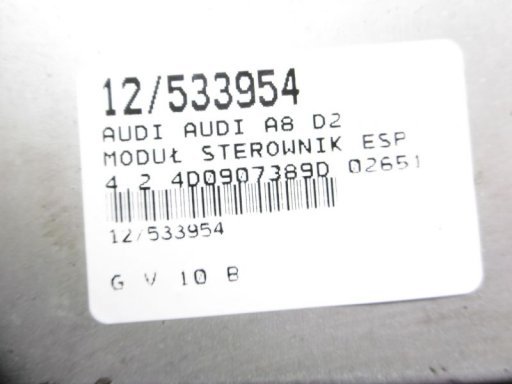 12/533954
AUDI AUDI A8 D2
MODUŁ STEROWNIK ESP
4.2 4D0907389D 02651
12/533954
G V 10 B